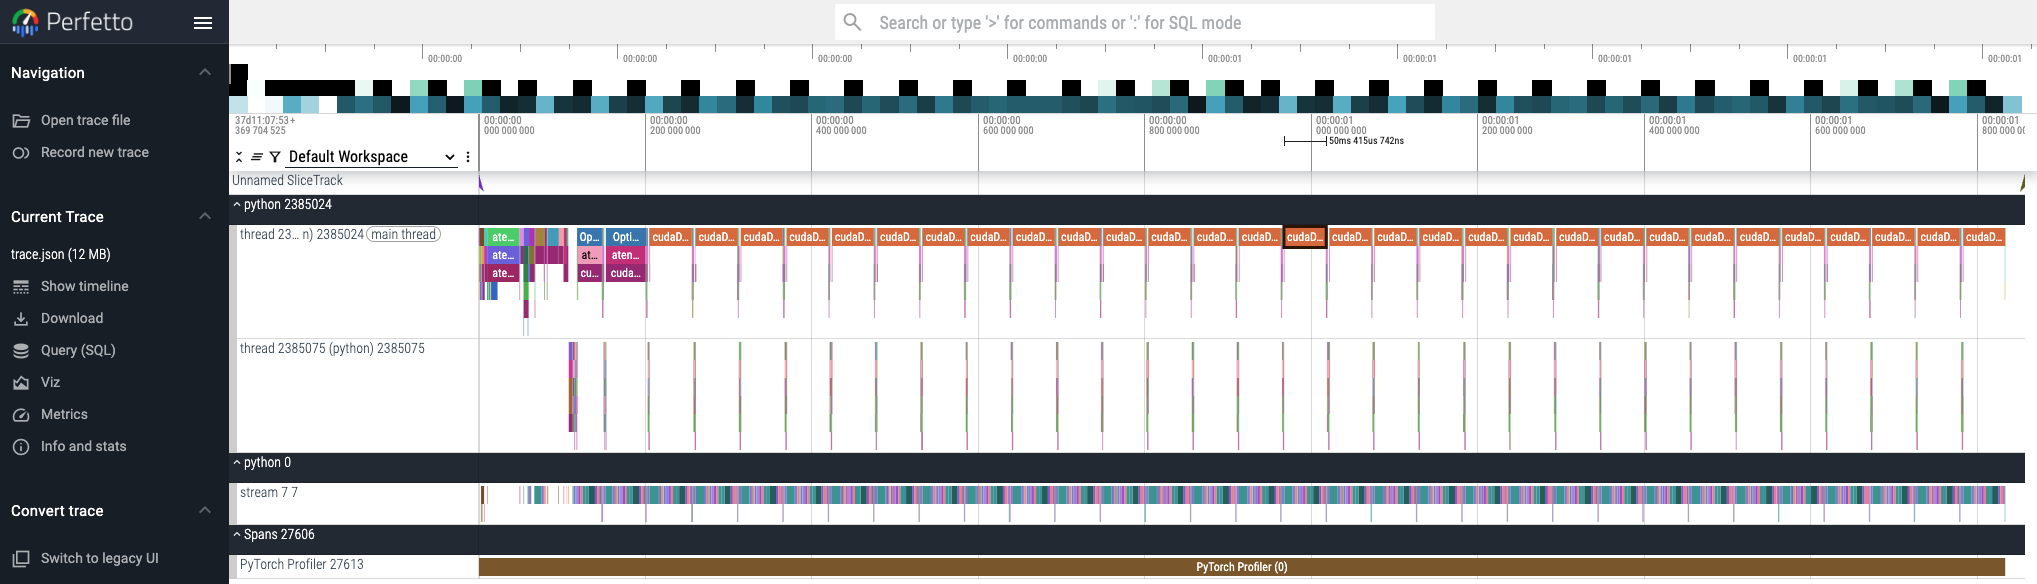 Perfetto
Search or type '>' for commands or ':' for SQL mode
Navigation
Open trace file
Record new trace
Current Trace
trace.json (12 MB)
Show timeline
Download
Query (SQL)
Viz
Metrics
Info and stats
Convert trace
Switch to legacy UI
00:00:00 00:00:00 00:00:00 00:00:00 00:00:01 00:00:01 00:00:01 00:00:01 00:00:01
37d11:07:53+ 00:00:00 00:00:00 00:00:00 00:00:00 00:00:00 00:00:01 00:00:01 00:00:01 00:00:01 00:00:01
369 704 525 000 000 000 200 000 000 400 000 000 600 000 000 800 000 000 000 000 000 200 000 000 400 000 000 600 000 000 800 000
50ms 415us 742ns
Default Workspace
Unnamed SliceTrack
python 2385024
thread 23... n) 2385024 main thread
ate... Op... Opti... cudaD... cudaD... cudaD... cudaD... cudaD... cudaD... cudaD... cudaD... cudaD... cudaD... cudaD... cudaD... cudaD... cudaD... cudaD... cudaD... cudaD... cudaD... cudaD... cudaD... cudaD... cudaD... cudaD... cudaD... cudaD... cudaD... cudaD... cudaD... cudaD... cudaD...
ate... at... aten...
ate... cu... cuda...
thread 2385075 (python) 2385075
python 0
stream 7 7
Spans 27606
PyTorch Profiler 27613
PyTorch Profiler (0)